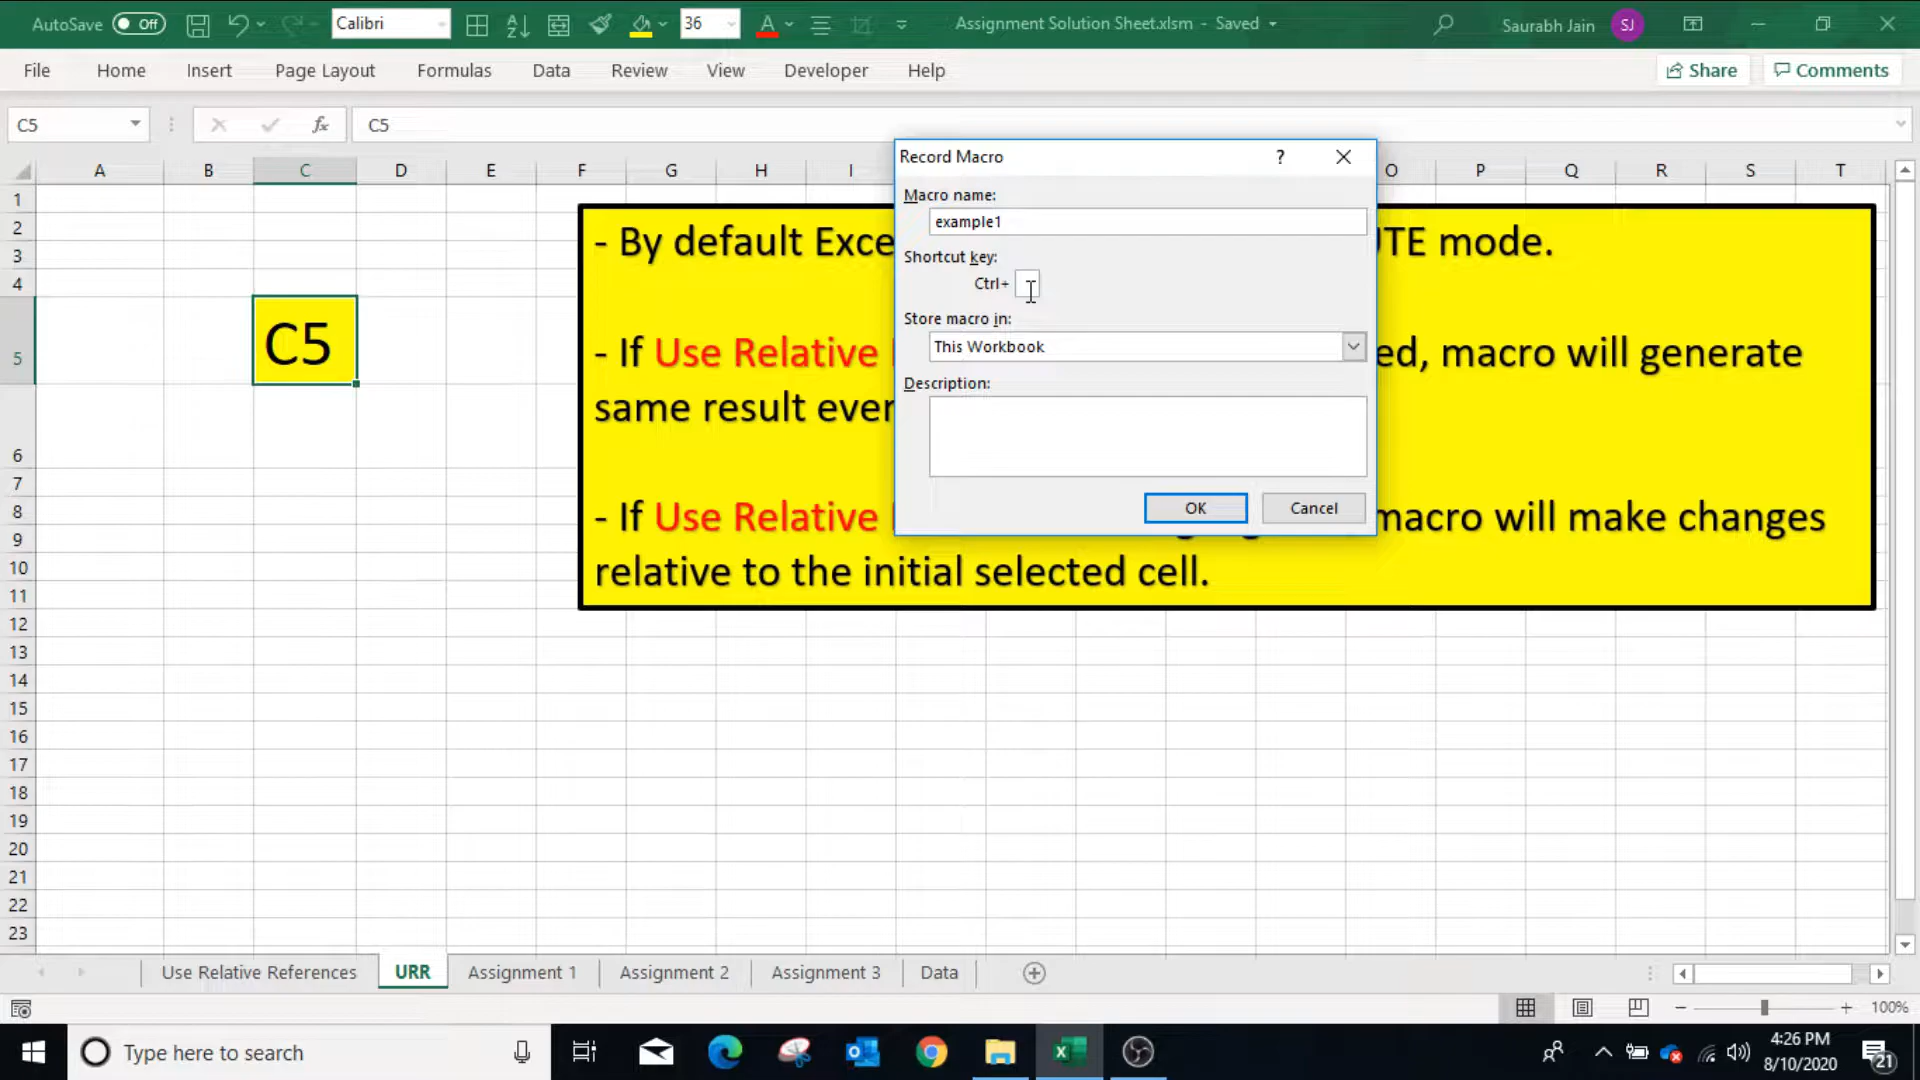 AutoSave Off Calibri 36 Assignment Solution Sheet.xlsm - Saved Saurabh Jain SJ
File Home Insert Page Layout Formulas Data Review View Developer Help Share Comments
C5 fx C5
A B C D E F G H I O P Q R S T
1
2
3
4
5
6
7
8
9
10
11
12
13
14
15
16
17
18
19
20
21
22
23
C5
- By default Exce UTE mode.
- If Use Relative ed, macro will generate
same result ever
- If Use Relative macro will make changes
relative to the initial selected cell.
Record Macro ?
Macro name:
example1
Shortcut key:
Ctrl+
Store macro in:
This Workbook
Description:
OK Cancel
Use Relative References URR Assignment 1 Assignment 2 Assignment 3 Data
100%
Type here to search
4:26 PM
8/10/2020
21